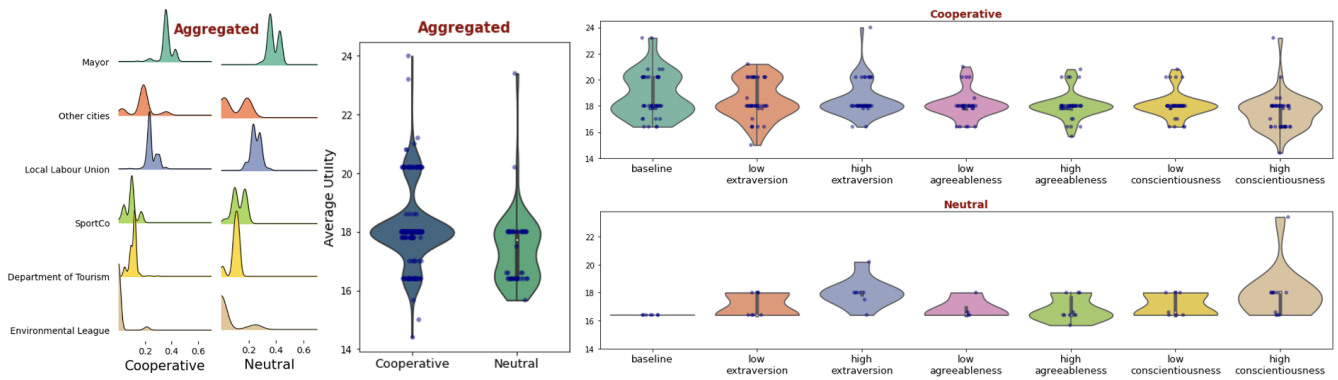 Aggregated
Mayor
Other cities
Local Labour Union
SportCo
Department of Tourism
Environmental League
0.2 0.4 0.6
0.2 0.4 0.6
Cooperative
Neutral
Aggregated
Average Utility
24
22
20
18
16
14
Cooperative
Neutral
Cooperative
24
22
20
18
16
14
baseline
low
extraversion
high
extraversion
low
agreeableness
high
agreeableness
low
conscientiousness
high
conscientiousness
Neutral
22
20
18
16
14
baseline
low
extraversion
high
extraversion
low
agreeableness
high
agreeableness
low
conscientiousness
high
conscientiousness